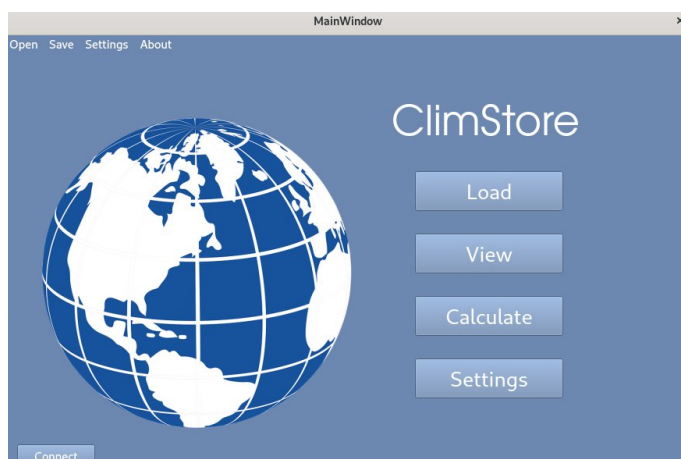 MainWindow
Open Save Settings About
ClimStore
Load
View
Calculate
Settings
Connect